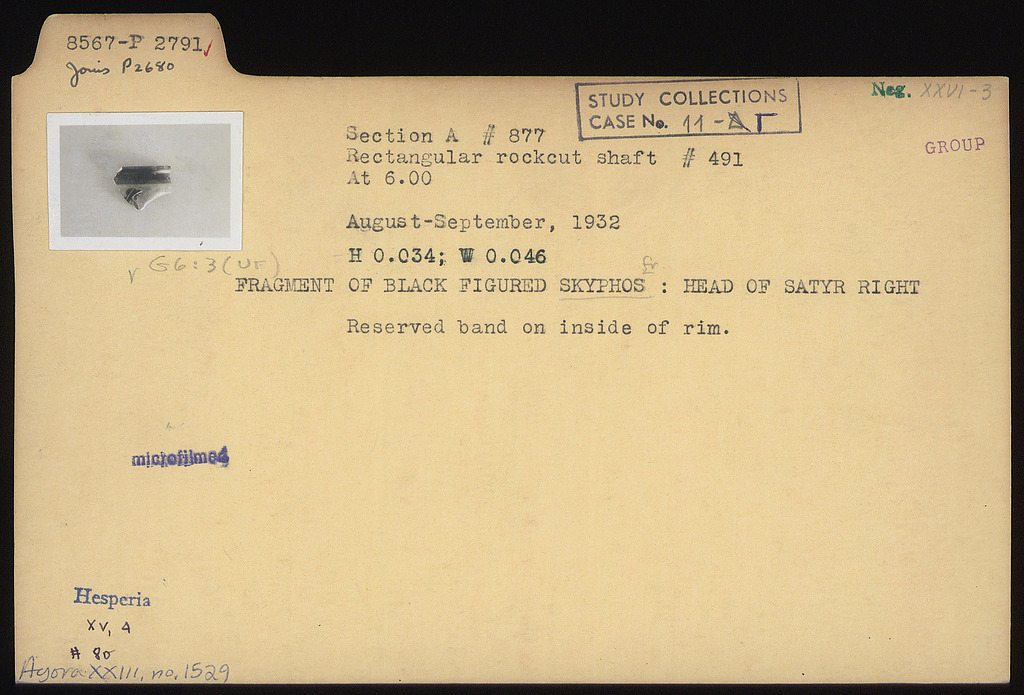 8567-P 2791
Joins P2680
Neg. XXVI-3
STUDY COLLECTIONS
CASE No. 11-Δ Γ
GROUP
Section A # 877
Rectangular rockcut shaft # 491
At 6.00
August-September, 1932
H 0.034; W 0.046
G6:3 (UF)
fr
FRAGMENT OF BLACK FIGURED SKYPHOS : HEAD OF SATYR RIGHT
Reserved band on inside of rim.
microfilmed
Hesperia
XV, 4
# 80
Agora XXIII, no. 1529